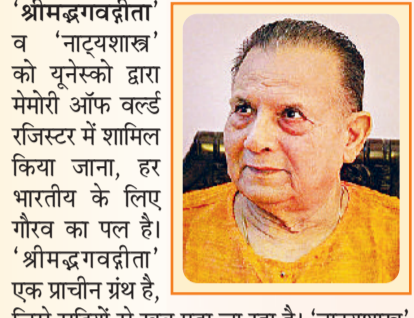 'श्रीमद्भगवद्गीता'
व 'नाट्यशास्त्र'
को यूनेस्को द्वारा
मेमोरी ऑफ वर्ल्ड
रजिस्टर में शामिल
किया जाना, हर
भारतीय के लिए
गौरव का पल है।
'श्रीमद्भगवद्गीता'
एक प्राचीन ग्रंथ है,